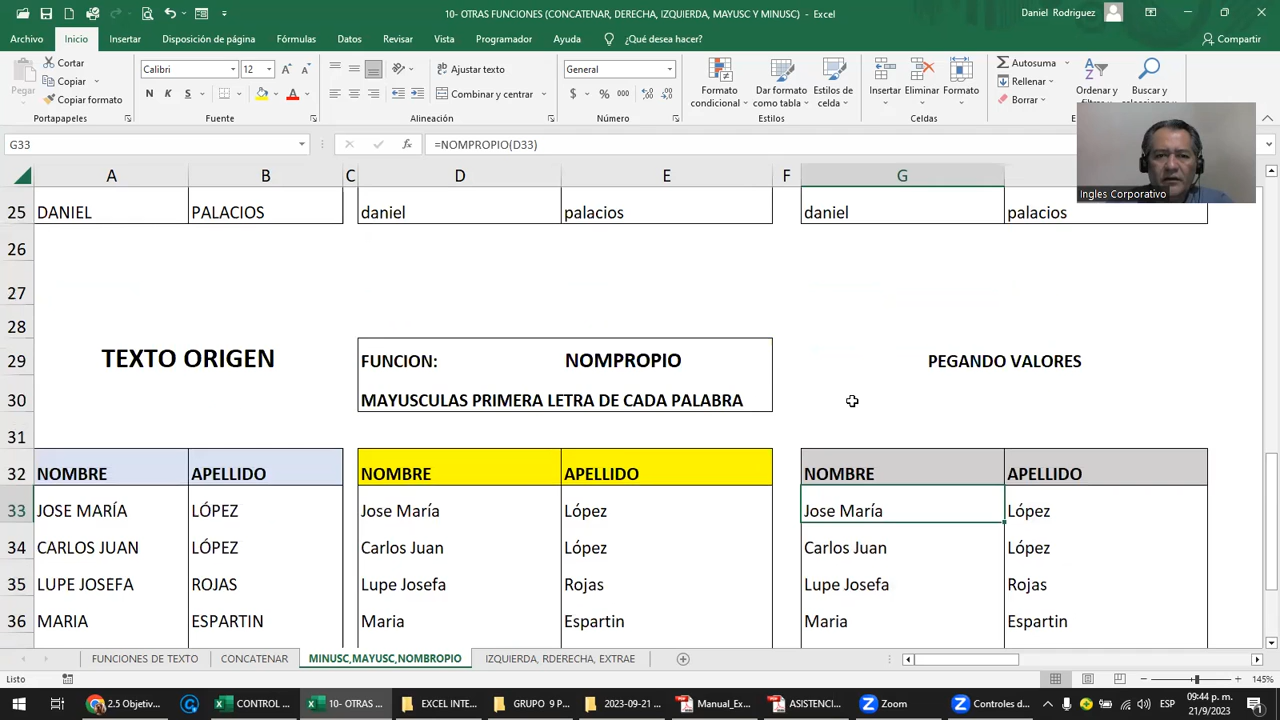 10- OTRAS FUNCIONES (CONCATENAR, DERECHA, IZQUIERDA, MAYUSC Y MINUSC) - Excel
Daniel Rodriguez
Archivo Inicio Insertar Disposición de página Fórmulas Datos Revisar Vista Programador Ayuda ¿Qué desea hacer? Compartir
Cortar
Copiar
Copiar formato
Pegar
Calibri 12
N K S
A
Ajustar texto
Combinar y centrar
General
$ % 000
Formato condicional
Dar formato como tabla
Estilos de celda
Insertar Eliminar Formato
Autosuma
Rellenar
Borrar
Ordenar y
Buscar y
Portapapeles Fuente Alineación Número Estilos Celdas
G33 fx =NOMPROPIO(D33)
Ingles Corporativo
A B C D E F G
25 DANIEL PALACIOS daniel palacios daniel palacios
26
27
28
29 TEXTO ORIGEN FUNCION: NOMPROPIO PEGANDO VALORES
30 MAYUSCULAS PRIMERA LETRA DE CADA PALABRA
31
32 NOMBRE APELLIDO NOMBRE APELLIDO NOMBRE APELLIDO
33 JOSE MARÍA LÓPEZ Jose María López Jose María López
34 CARLOS JUAN LÓPEZ Carlos Juan López Carlos Juan López
35 LUPE JOSEFA ROJAS Lupe Josefa Rojas Lupe Josefa Rojas
36 MARIA ESPARTIN Maria Espartin Maria Espartin
FUNCIONES DE TEXTO CONCATENAR MINUSC,MAYUSC,NOMBROPIO IZQUIERDA, RDERECHA, EXTRAE
Listo 145%
2.5 Objetiv... CONTROL ... 10- OTRAS ... EXCEL INTE... GRUPO 9 P... 2023-09-21 ... Manual_Ex... ASISTENCI... Zoom Controles d... ESP 09:44 p. m.
21/9/2023